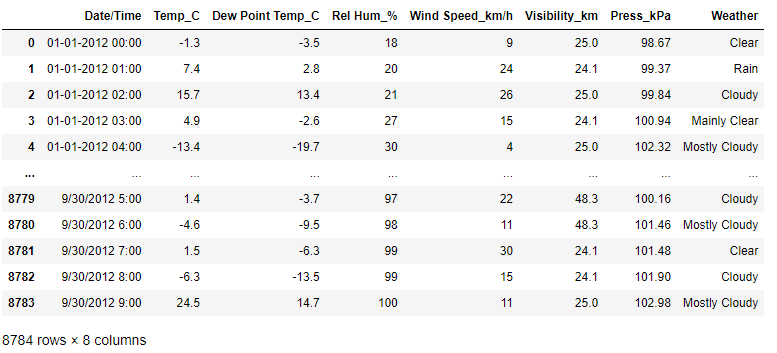 Date/Time Temp_C Dew Point Temp_C Rel Hum_% Wind Speed_km/h Visibility_km Press_kPa Weather
0 01-01-2012 00:00 -1.3 -3.5 18 9 25.0 98.67 Clear
1 01-01-2012 01:00 7.4 2.8 20 24 24.1 99.37 Rain
2 01-01-2012 02:00 15.7 13.4 21 26 25.0 99.84 Cloudy
3 01-01-2012 03:00 4.9 -2.6 27 15 24.1 100.94 Mainly Clear
4 01-01-2012 04:00 -13.4 -19.7 30 4 25.0 102.32 Mostly Cloudy
... ... ... ... ... ... ... ... ...
8779 9/30/2012 5:00 1.4 -3.7 97 22 48.3 100.16 Cloudy
8780 9/30/2012 6:00 -4.6 -9.5 98 11 48.3 101.46 Mostly Cloudy
8781 9/30/2012 7:00 1.5 -6.3 99 30 24.1 101.48 Clear
8782 9/30/2012 8:00 -6.3 -13.5 99 15 24.1 101.90 Cloudy
8783 9/30/2012 9:00 24.5 14.7 100 11 25.0 102.98 Mostly Cloudy
8784 rows × 8 columns